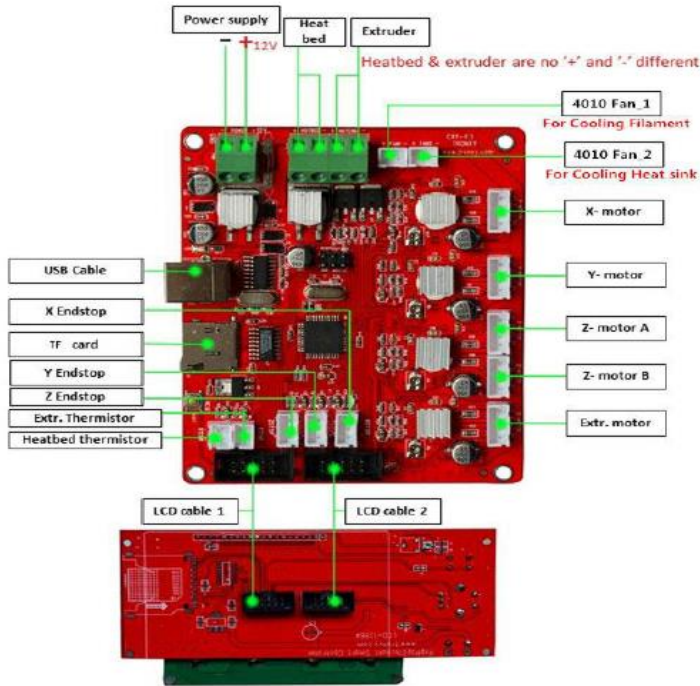 Power supply
Heat
bed
Extruder
− +12V
Heatbed & extruder are no '+' and '-' different
4010 Fan_1
For Cooling Filament
4010 Fan_2
For Cooling Heat sink
X- motor
USB Cable
Y- motor
X Endstop
Z- motor A
TF card
Y Endstop
Z- motor B
Z Endstop
Extr. Thermistor
Extr. motor
Heatbed thermistor
LCD cable 1
LCD cable 2